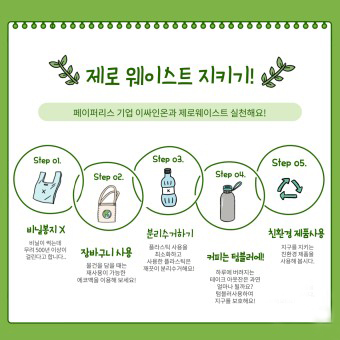 제로 웨이스트 지키기!
페이퍼리스 기업 이싸인온과 제로웨이스트 실천해요!
Step 01.
비닐봉지 X
비닐이 썩는데
무려 500년 이상이
걸린다고 합니다...
Step 02.
장바구니 사용
물건을 담을 때는
재사용이 가능한
에코백을 이용해 보세요!
Step 03.
분리수거하기
플라스틱 사용을
최소화하고
사용한 플라스틱은
깨끗이 분리수거해요!
Step 04.
커피는 텀블러에!
하루에 버려지는
테이크 아웃잔은 과연
얼마나 될까요?
텀블러사용하여
지구를 보호해요!
Step 05.
친환경 제품사용
지구를 지키는
친환경 제품을
사용해 봅시다.